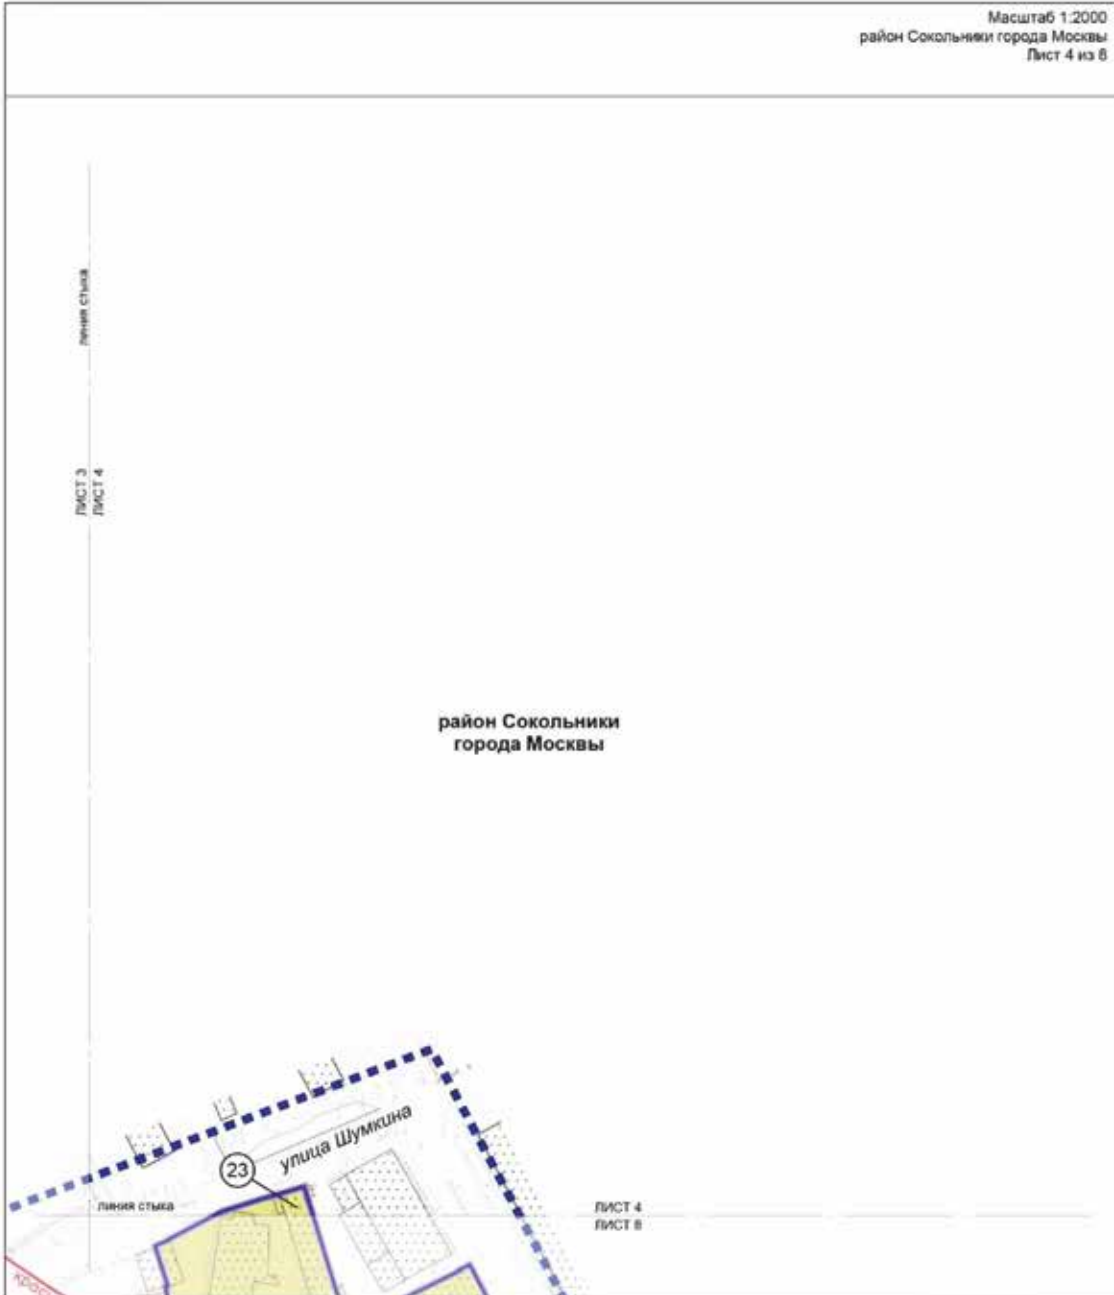 Масштаб 1:2000
район Сокольники города Москвы
Лист 4 из 8
линия стыка
ЛИСТ 3
ЛИСТ 4
район Сокольники
города Москвы
улица Шумкина
23
линия стыка
ЛИСТ 4
ЛИСТ 8